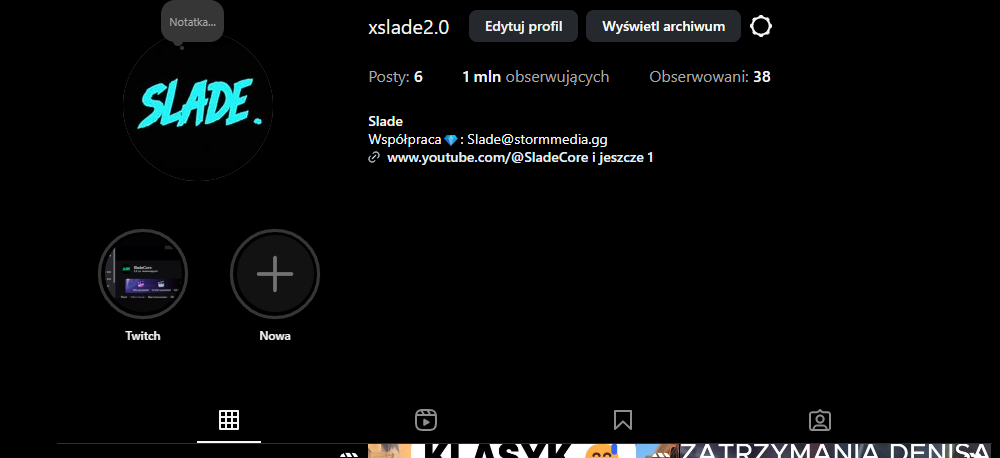 Notatka...
SLADE.
xslade2.0
Edytuj profil
Wyświetl archiwum
Posty: 6
1 mln obserwujących
Obserwowani: 38
Slade
Współpraca💎: Slade@stormmedia.gg
www.youtube.com/@SladeCore i jeszcze 1
SladeCore
Twitch
Nowa
KLASYK
ZATRZYMANIA DENISA